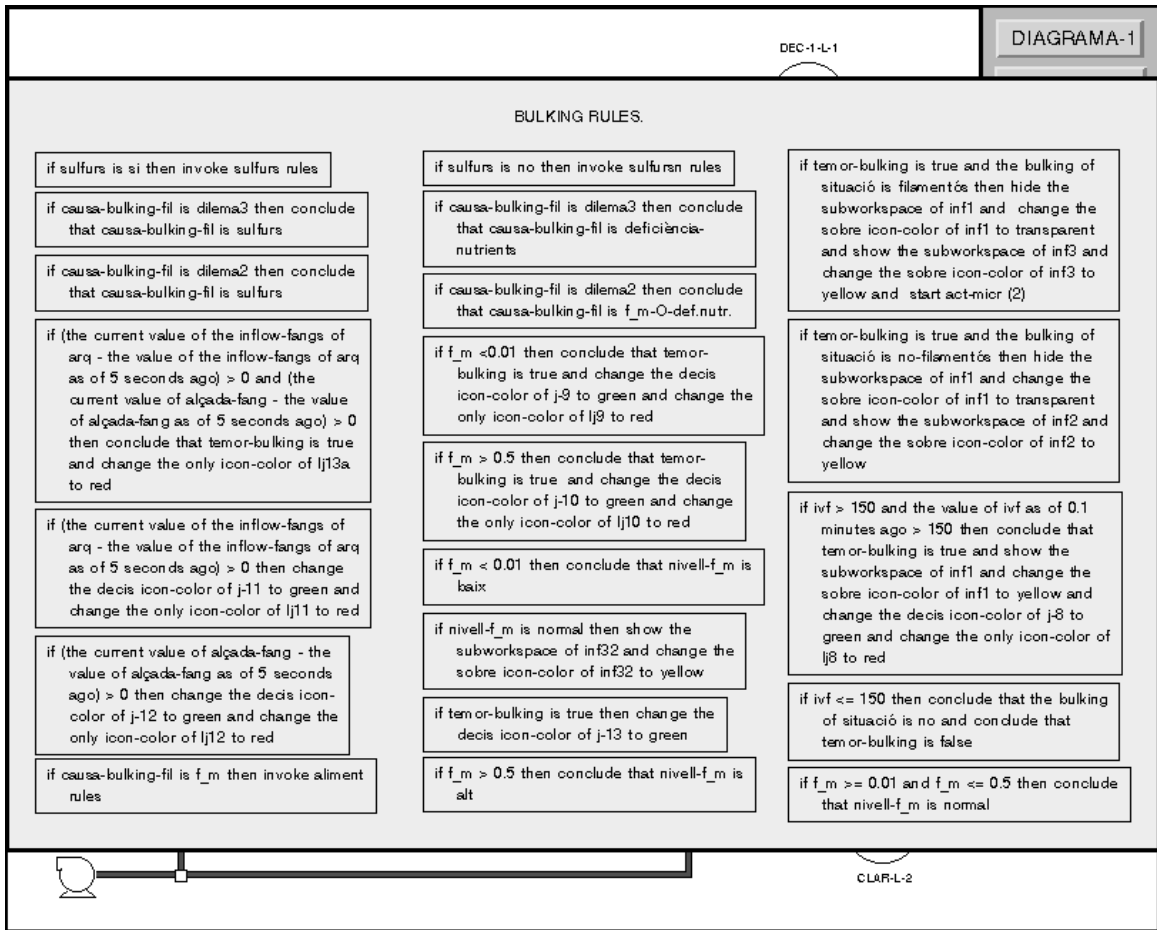 DEC-1-L-1
DIAGRAMA-1
BULKING RULES.
if sulfurs is si then invoke sulfurs rules
if causa-bulking-fil is dilema3 then conclude
that causa-bulking-fil is sulfurs
if causa-bulking-fil is dilema2 then conclude
that causa-bulking-fil is sulfurs
if (the current value of the inflow-fangs of
arq - the value of the inflow-fangs of arq
as of 5 seconds ago) > 0 and (the
current value of alçada-fang - the value
of alçada-fang as of 5 seconds ago) > 0
then conclude that temor-bulking is true
and change the only icon-color of lj13a
to red
if (the current value of the inflow-fangs of
arq - the value of the inflow-fangs of arq
as of 5 seconds ago) > 0 then change
the decis icon-color of j-11 to green and
change the only icon-color of lj11 to red
if (the current value of alçada-fang - the
value of alçada-fang as of 5 seconds
ago) > 0 then change the decis icon-
color of j-12 to green and change the
only icon-color of lj12 to red
if causa-bulking-fil is f_m then invoke aliment
rules
if sulfurs is no then invoke sulfursn rules
if causa-bulking-fil is dilema3 then conclude
that causa-bulking-fil is deficiència-
nutrients
if causa-bulking-fil is dilema2 then conclude
that causa-bulking-fil is f_m-O-def.nutr.
if f_m <0.01 then conclude that temor-
bulking is true and change the decis
icon-color of j-9 to green and change the
only icon-color of lj9 to red
if f_m > 0.5 then conclude that temor-
bulking is true and change the decis
icon-color of j-10 to green and change
the only icon-color of lj10 to red
if f_m < 0.01 then conclude that nivell-f_m is
baix
if nivell-f_m is normal then show the
subworkspace of inf32 and change the
sobre icon-color of inf32 to yellow
if temor-bulking is true then change the
decis icon-color of j-13 to green
if f_m > 0.5 then conclude that nivell-f_m is
alt
if temor-bulking is true and the bulking of
situació is filamentós then hide the
subworkspace of inf1 and change the
sobre icon-color of inf1 to transparent
and show the subworkspace of inf3 and
change the sobre icon-color of inf3 to
yellow and start act-micr (2)
if temor-bulking is true and the bulking of
situació is no-filamentós then hide the
subworkspace of inf1 and change the
sobre icon-color of inf1 to transparent
and show the subworkspace of inf2 and
change the sobre icon-color of inf2 to
yellow
if ivf > 150 and the value of ivf as of 0.1
minutes ago > 150 then conclude that
temor-bulking is true and show the
subworkspace of inf1 and change the
sobre icon-color of inf1 to yellow and
change the decis icon-color of j-8 to
green and change the only icon-color of
lj8 to red
if ivf <= 150 then conclude that the bulking
of situació is no and conclude that
temor-bulking is false
if f_m >= 0.01 and f_m <= 0.5 then conclude
that nivell-f_m is normal
CLAR-L-2